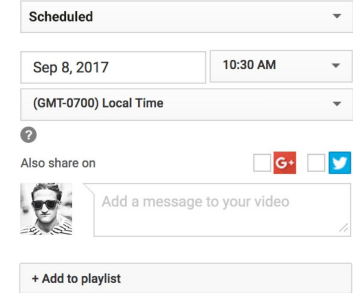 Scheduled
Sep 8, 2017
10:30 AM
(GMT-0700) Local Time
?
Also share on
G+
Add a message to your video
+ Add to playlist